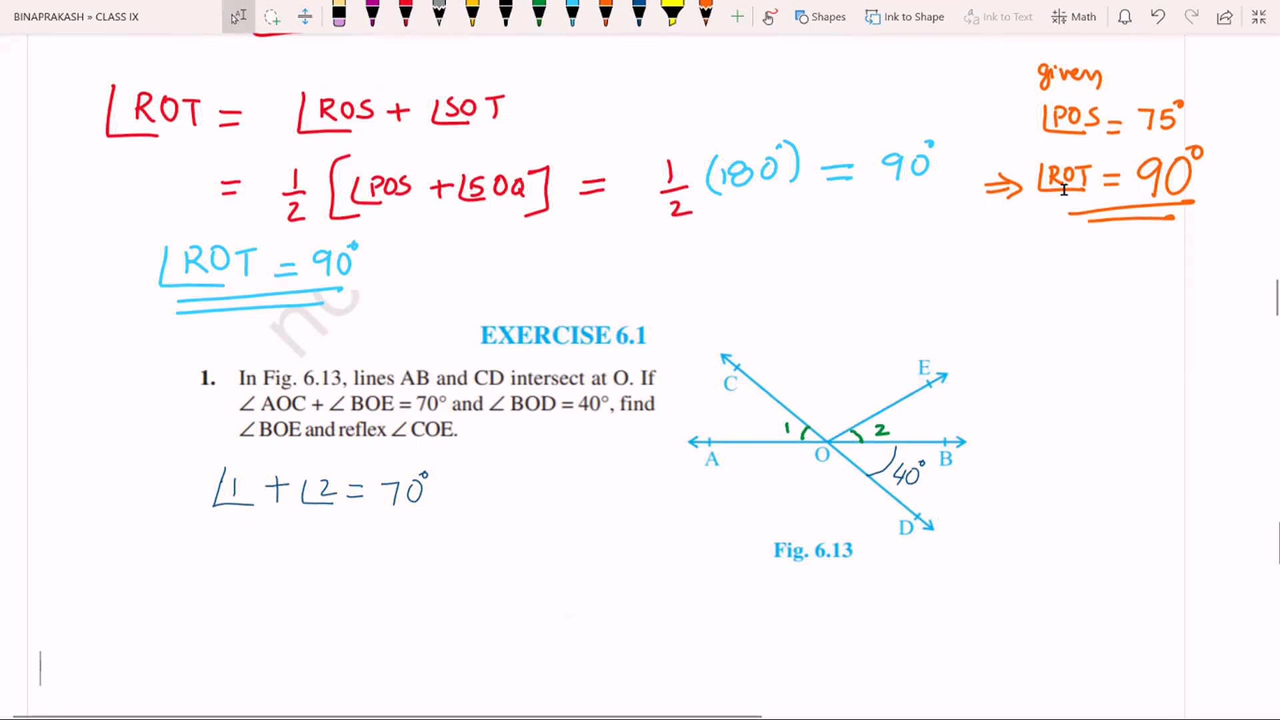 BINAPRAKASH » CLASS IX
Shapes
Ink to Shape
Ink to Text
Math
∠ROT = ∠ROS + ∠SOT
= 1/2 [∠POS + ∠SOQ] = 1/2 (180°) = 90°
∠ROT = 90°
given
∠POS = 75°
⇒ ∠ROT = 90°
nc
EXERCISE 6.1
1. In Fig. 6.13, lines AB and CD intersect at O. If
∠ AOC + ∠ BOE = 70° and ∠ BOD = 40°, find
∠ BOE and reflex ∠ COE.
∠1 + ∠2 = 70°
C
E
1
2
A
O
B
40°
D
Fig. 6.13